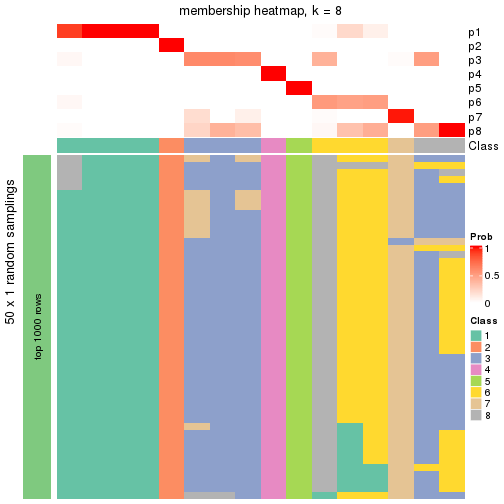 membership heatmap, k = 8
p1
p2
p3
p4
p5
p6
p7
p8
Class
50 x 1 random samplings
top 1000 rows
Prob
1
0.5
0
Class
1
2
3
4
5
6
7
8